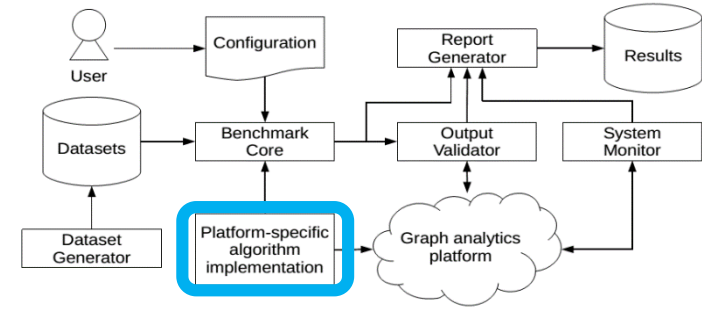 User
Configuration
Report
Generator
Results
Datasets
Benchmark
Core
Output
Validator
System
Monitor
Dataset
Generator
Platform-specific
algorithm
implementation
Graph analytics
platform